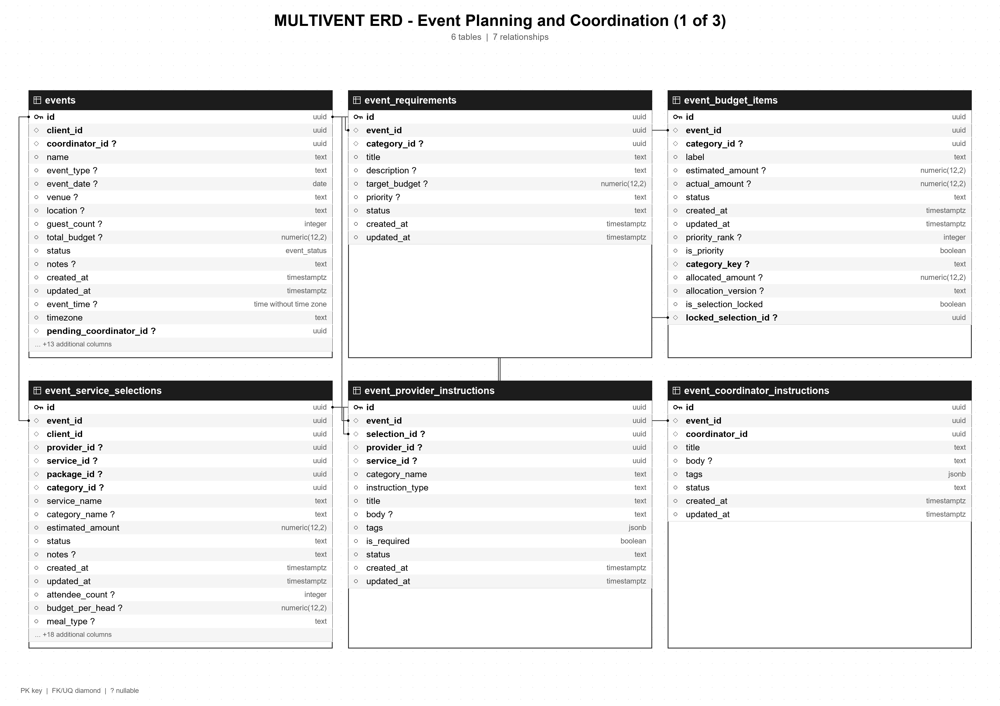 MULTIVENT ERD - Event Planning and Coordination (1 of 3)
6 tables | 7 relationships
events
id uuid
client_id uuid
coordinator_id ? uuid
name text
event_type ? text
event_date ? date
venue ? text
location ? text
guest_count ? integer
total_budget ? numeric(12,2)
status event_status
notes ? text
created_at timestamptz
updated_at timestamptz
event_time ? time without time zone
timezone text
pending_coordinator_id ? uuid
... +13 additional columns
event_requirements
id uuid
event_id uuid
category_id ? uuid
title text
description ? text
target_budget ? numeric(12,2)
priority ? text
status text
created_at timestamptz
updated_at timestamptz
event_budget_items
id uuid
event_id uuid
category_id ? uuid
label text
estimated_amount ? numeric(12,2)
actual_amount ? numeric(12,2)
status text
created_at timestamptz
updated_at timestamptz
priority_rank ? integer
is_priority boolean
category_key ? text
allocated_amount ? numeric(12,2)
allocation_version ? text
is_selection_locked boolean
locked_selection_id ? uuid
event_service_selections
id uuid
event_id uuid
client_id uuid
provider_id ? uuid
service_id ? uuid
package_id ? uuid
category_id ? uuid
service_name text
category_name ? text
estimated_amount numeric(12,2)
status text
notes ? text
created_at timestamptz
updated_at timestamptz
attendee_count ? integer
budget_per_head ? numeric(12,2)
meal_type ? text
... +18 additional columns
event_provider_instructions
id uuid
event_id uuid
selection_id ? uuid
provider_id ? uuid
service_id ? uuid
category_name text
instruction_type text
title text
body ? text
tags jsonb
is_required boolean
status text
created_at timestamptz
updated_at timestamptz
event_coordinator_instructions
id uuid
event_id uuid
coordinator_id uuid
title text
body ? text
tags jsonb
status text
created_at timestamptz
updated_at timestamptz
PK key | FK/UQ diamond | ? nullable